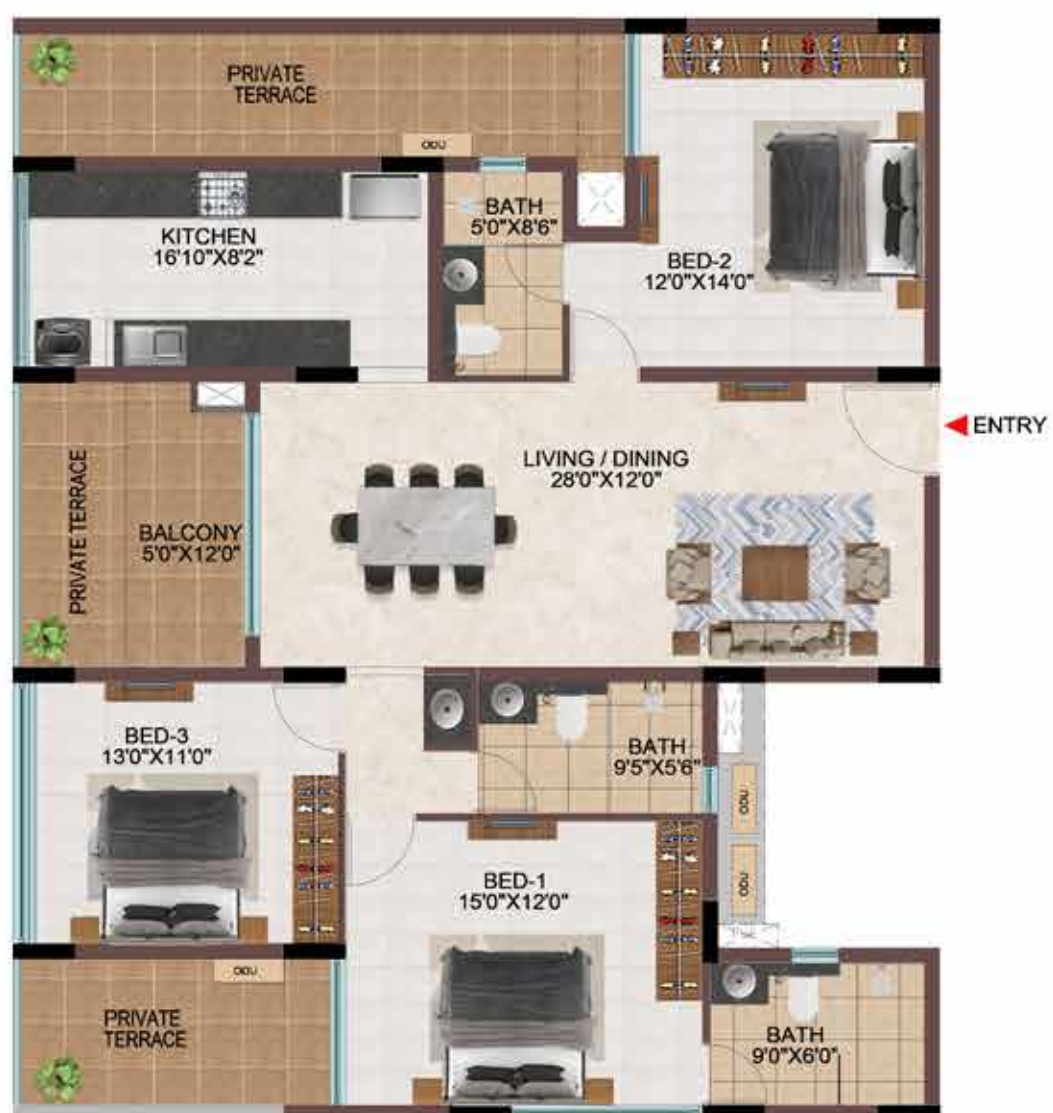 PRIVATE
TERRACE
ODU
KITCHEN
16'10"X8'2"
BATH
5'0"X8'6"
BED-2
12'0"X14'0"
ENTRY
LIVING / DINING
28'0"X12'0"
PRIVATE TERRACE
BALCONY
5'0"X12'0"
BED-3
13'0"X11'0"
BATH
9'5"X5'6"
ODU
ODU
BED-1
15'0"X12'0"
ODU
PRIVATE
TERRACE
BATH
9'0"X6'0"